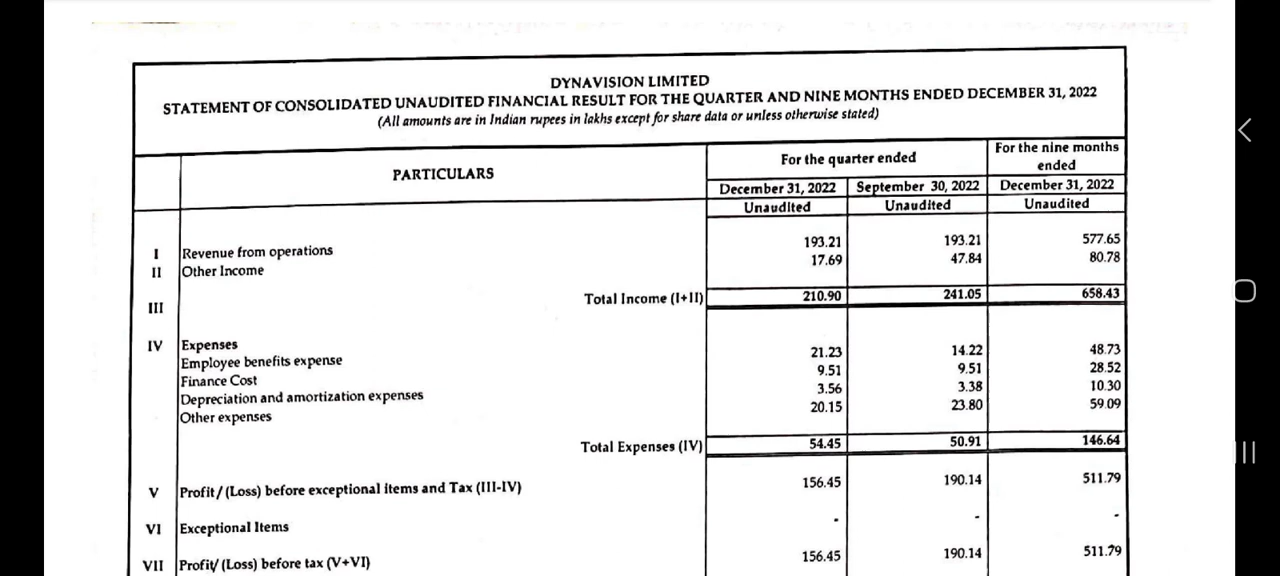 DYNAVISION LIMITED
STATEMENT OF CONSOLIDATED UNAUDITED FINANCIAL RESULT FOR THE QUARTER AND NINE MONTHS ENDED DECEMBER 31, 2022
(All amounts are in Indian rupees in lakhs except for share data or unless otherwise stated)
PARTICULARS For the quarter ended For the nine months ended
December 31, 2022 September 30, 2022 December 31, 2022
Unaudited Unaudited Unaudited
I Revenue from operations 193.21 193.21 577.65
II Other Income 17.69 47.84 80.78
III Total Income (I+II) 210.90 241.05 658.43
IV Expenses
Employee benefits expense 21.23 14.22 48.73
Finance Cost 9.51 9.51 28.52
Depreciation and amortization expenses 3.56 3.38 10.30
Other expenses 20.15 23.80 59.09
Total Expenses (IV) 54.45 50.91 146.64
V Profit/ (Loss) before exceptional items and Tax (III-IV) 156.45 190.14 511.79
VI Exceptional Items - - -
VII Profit/ (Loss) before tax (V+VI) 156.45 190.14 511.79